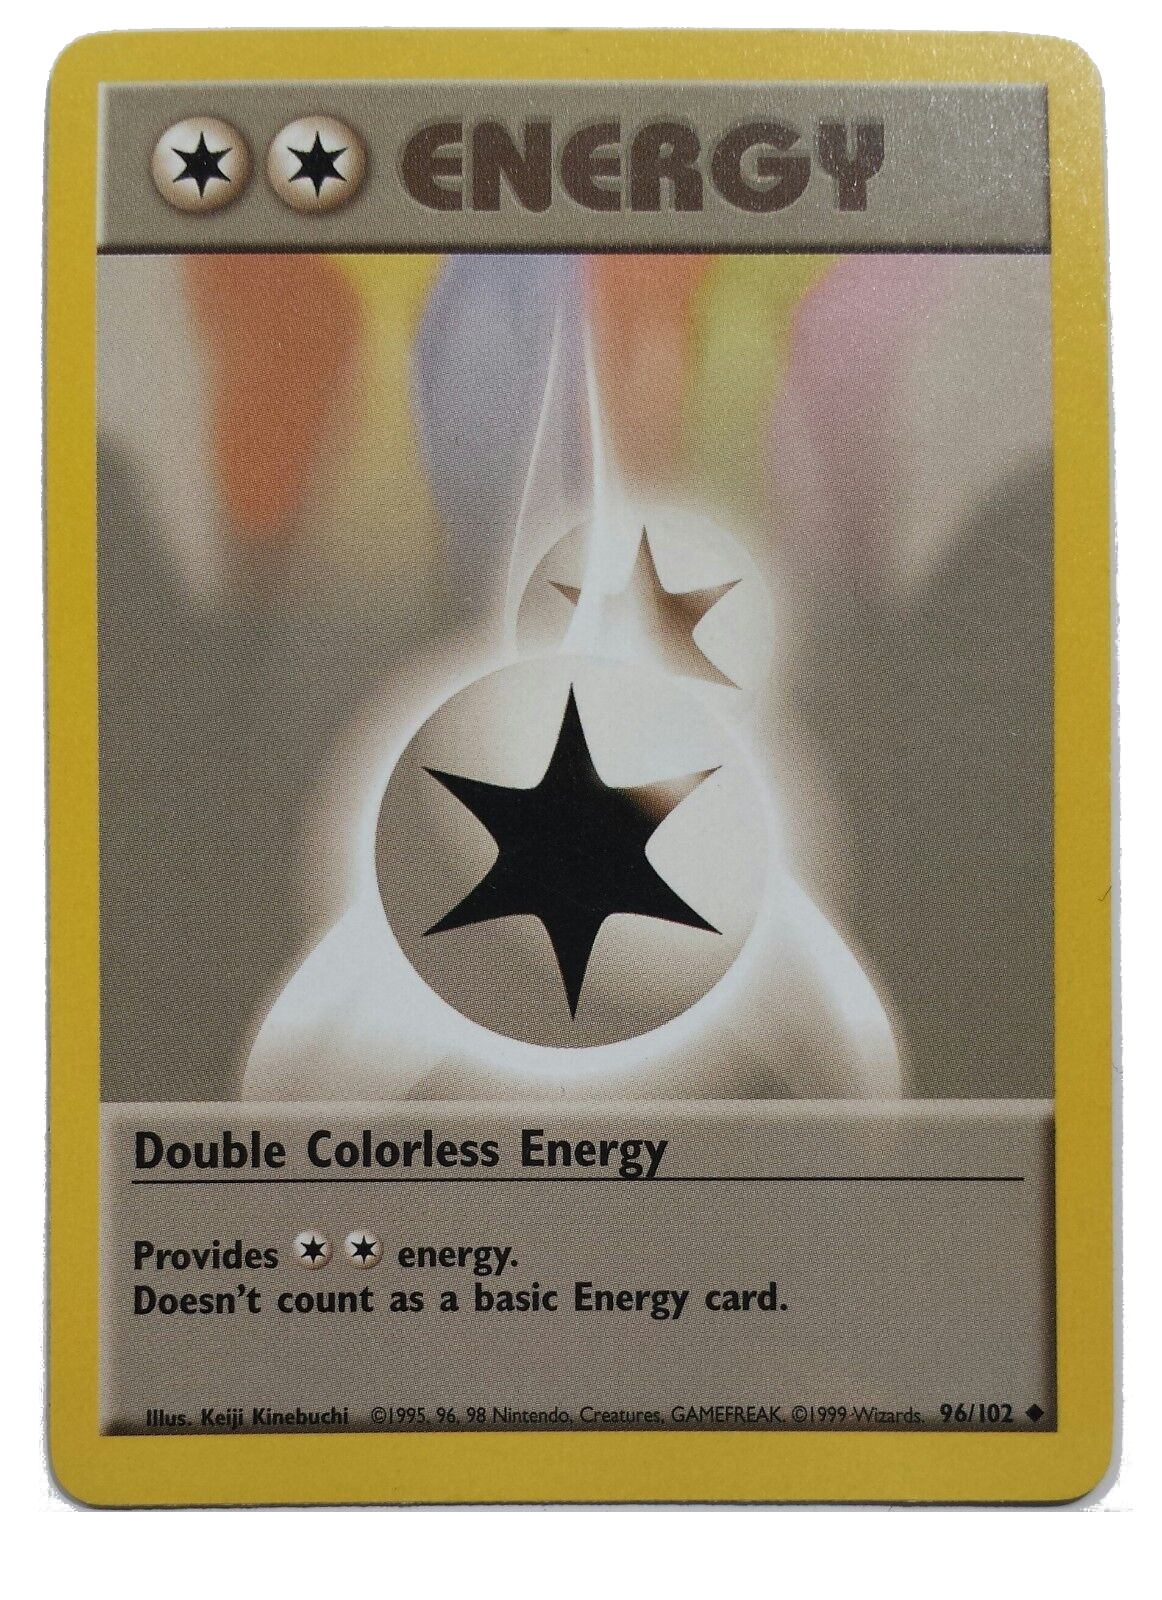 ENERGY
Double Colorless Energy
Provides energy.
Doesn't count as a basic Energy card.
Illus. Keiji Kinebuchi ©1995, 96, 98 Nintendo, Creatures, GAMEFREAK. ©1999 Wizards. 96/102